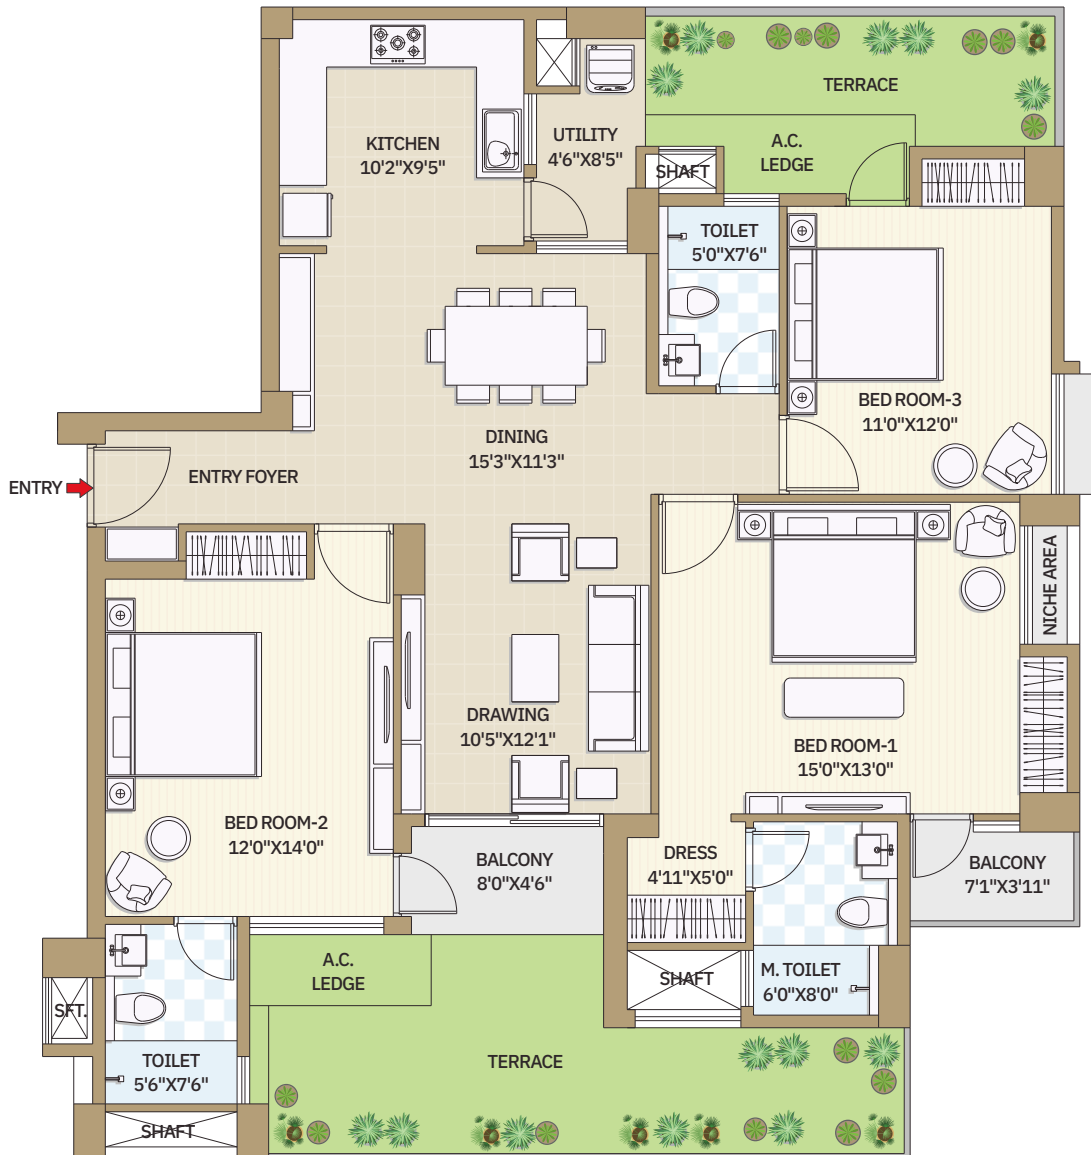 TERRACE
KITCHEN
10'2"X9'5"
UTILITY
4'6"X8'5"
A.C.
LEDGE
SHAFT
TOILET
5'0"X7'6"
BED ROOM-3
11'0"X12'0"
DINING
15'3"X11'3"
ENTRY
ENTRY FOYER
NICHE AREA
DRAWING
10'5"X12'1"
BED ROOM-1
15'0"X13'0"
BED ROOM-2
12'0"X14'0"
BALCONY
8'0"X4'6"
DRESS
4'11"X5'0"
BALCONY
7'1"X3'11"
A.C.
LEDGE
SHAFT
M. TOILET
6'0"X8'0"
SFT.
TOILET
5'6"X7'6"
TERRACE
SHAFT